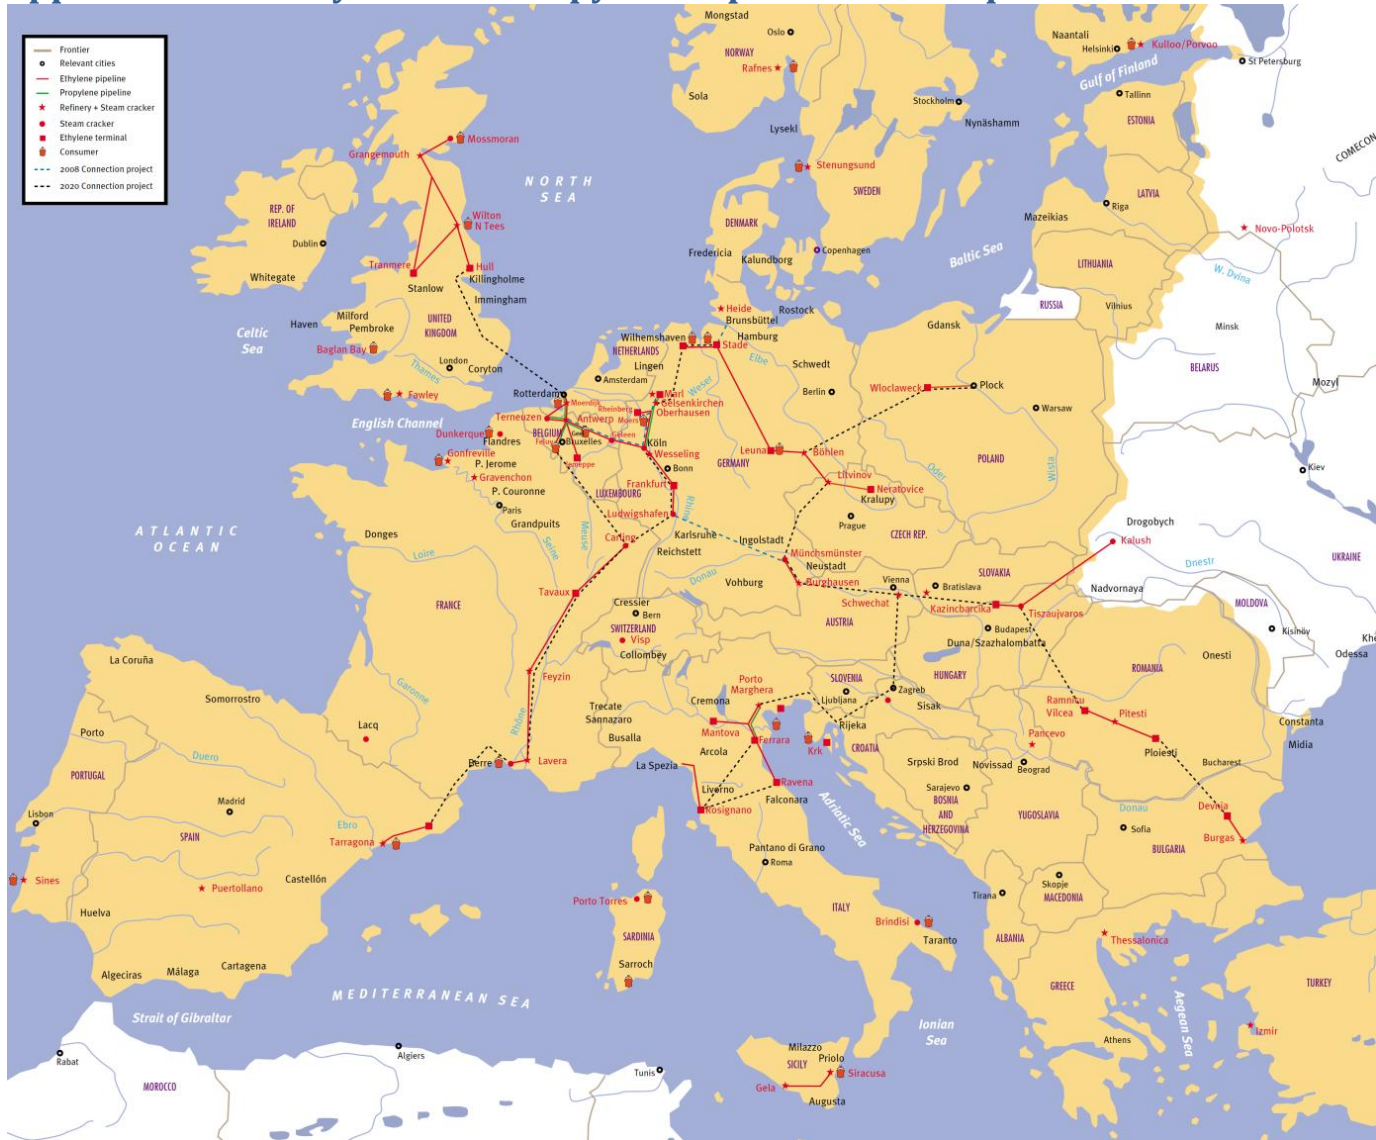 Frontier
Relevant cities
Ethylene pipeline
Propylene pipeline
Refinery + Steam cracker
Steam cracker
Ethylene terminal
Consumer
2008 Connection project
2020 Connection project
Mongstad
Oslo
NORWAY
Rafnes
Sola
Lysekl
Stockholm
Nynäshamm
Stenungsund
SWEDEN
Naantali
Helsinki
Kulloo/Porvoo
Gulf of Finland
St Petersburg
Tallinn
ESTONIA
COMECON
LATVIA
Riga
Mazeikias
Novo-Polotsk
LITHUANIA
W. Dvina
RUSSIA
Vilnius
Minsk
BELARUS
Mozyl
Mossmoran
Grangemouth
NORTH
SEA
REP. OF
IRELAND
Wilton
N Tees
Dublin
Whitegate
Tranmere
Stanlow
Hull
Killingholme
Immingham
UNITED
KINGDOM
Milford
Haven
Pembroke
Baglan Bay
Celtic
Sea
London
Coryton
Thames
Fawley
English Channel
DENMARK
Fredericia
Kalundborg
Copenhagen
Baltic Sea
Heide
Brunsbüttel
Rostock
Hamburg
Wilhemshaven
Stade
NETHERLANDS
Lingen
Amsterdam
Elbe
Weser
Schwedt
Berlin
Gdansk
Wloclaweck
Plock
Warsaw
POLAND
Oder
Wista
Rotterdam
Moerdijk
Marl
Gelsenkirchen
Rheinberg
Oberhausen
Moers
Terneuzen
Antwerp
Geleen
Dunkerque
Flandres
BELGIUM
Bruxelles
Feluy
Jemeppe
Köln
Wesseling
Bonn
GERMANY
Leuna
Böhlen
Litvinov
Neratovice
Kralupy
Prague
CZECH REP.
Kiev
Gonfreville
P. Jerome
Gravenchon
P. Couronne
Paris
Grandpuits
LUXEMBOURG
Frankfurt
Ludwigshafen
Rhine
Karlsruhe
Reichstett
Carling
Meuse
Seine
ATLANTIC
OCEAN
Donges
Loire
FRANCE
Ingolstadt
Münchsmünster
Neustadt
Burghausen
Vohburg
Donau
Vienna
Schwechat
Bratislava
SLOVAKIA
Kazincbarcika
Tiszaujvaros
Budapest
Duna/Szazhalombatta
HUNGARY
AUSTRIA
Drogobych
Kalush
Dnestr
UKRAINE
Nadvornaya
MOLDOVA
Kisinöv
Odessa
Onesti
ROMANIA
Tavaux
Cressier
Bern
SWITZERLAND
Visp
Collombey
Feyzin
Rhône
Garonne
Lacq
Berre
Lavera
La Coruña
Somorrostro
Porto
PORTUGAL
Duero
Madrid
Lisbon
SPAIN
Ebro
Tarragona
Castellón
Sines
Puertollano
Huelva
Cartagena
Málaga
Algeciras
Trecate
Sannazaro
Busalla
Cremona
Porto
Marghera
Mantova
Ferrara
Arcola
La Spezia
Livorno
Ravena
Rosignano
Falconara
SLOVENIA
Ljubljana
Zagreb
Sisak
Rijeka
Krk
CROATIA
Srpski Brod
Novissad
Pancevo
Beograd
Sarajevo
BOSNIA
AND
HERZEGOVINA
YUGOSLAVIA
Ramnicu
Vilcea
Pitesti
Ploiesti
Bucharest
Constanta
Midia
Donau
Devnja
Burgas
Sofia
BULGARIA
Adriatic Sea
Pantano di Grano
Roma
ITALY
Porto Torres
SARDINIA
Sarroch
Brindisi
Taranto
Skopje
MACEDONIA
Tirana
ALBANIA
Thessalonica
GREECE
Athens
Aegean Sea
Izmir
TURKEY
Ionian
Sea
MEDITERRANEAN SEA
Strait of Gibraltar
Rabat
MOROCCO
Algiers
Tunis
Milazzo
Priolo
SICILY
Siracusa
Gela
Augusta